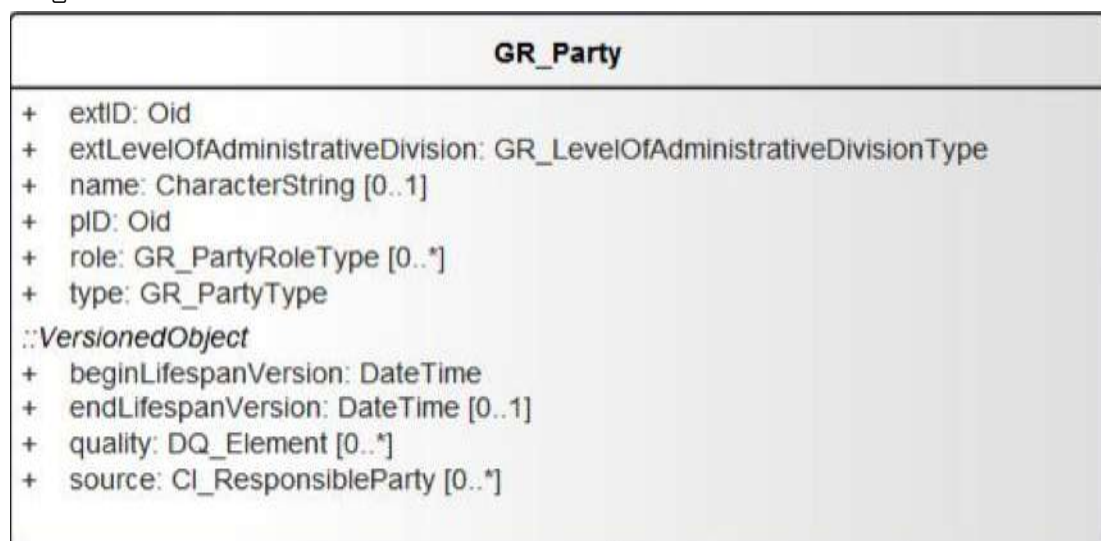 GR_Party
+ extID: Oid
+ extLevelOfAdministrativeDivision: GR_LevelOfAdministrativeDivisionType
+ name: CharacterString [0..1]
+ pID: Oid
+ role: GR_PartyRoleType [0..*]
+ type: GR_PartyType
::VersionedObject
+ beginLifespanVersion: DateTime
+ endLifespanVersion: DateTime [0..1]
+ quality: DQ_Element [0..*]
+ source: CI_ResponsibleParty [0..*]